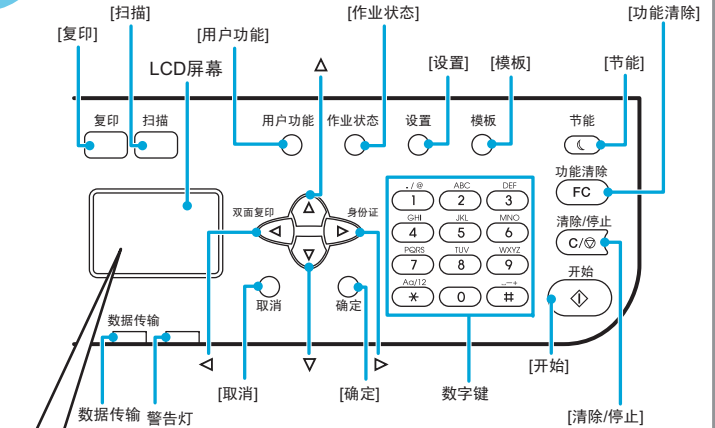 [扫描]
[作业状态]
[功能清除]
[复印]
[用户功能]
LCD屏幕
[设置]
[模板]
[节能]
复印
扫描
用户功能
作业状态
设置
模板
节能
功能清除
FC
双面复印
身份证
./@
ABC
DEF
1
2
3
GHI
JKL
MNO
4
5
6
PQRS
TUV
WXYZ
7
8
9
Aα/12
_—+
0
#
清除/停止
C/
开始
取消
确定
数据传输
[取消]
[确定]
数字键
[开始]
数据传输
警告灯
[清除/停止]